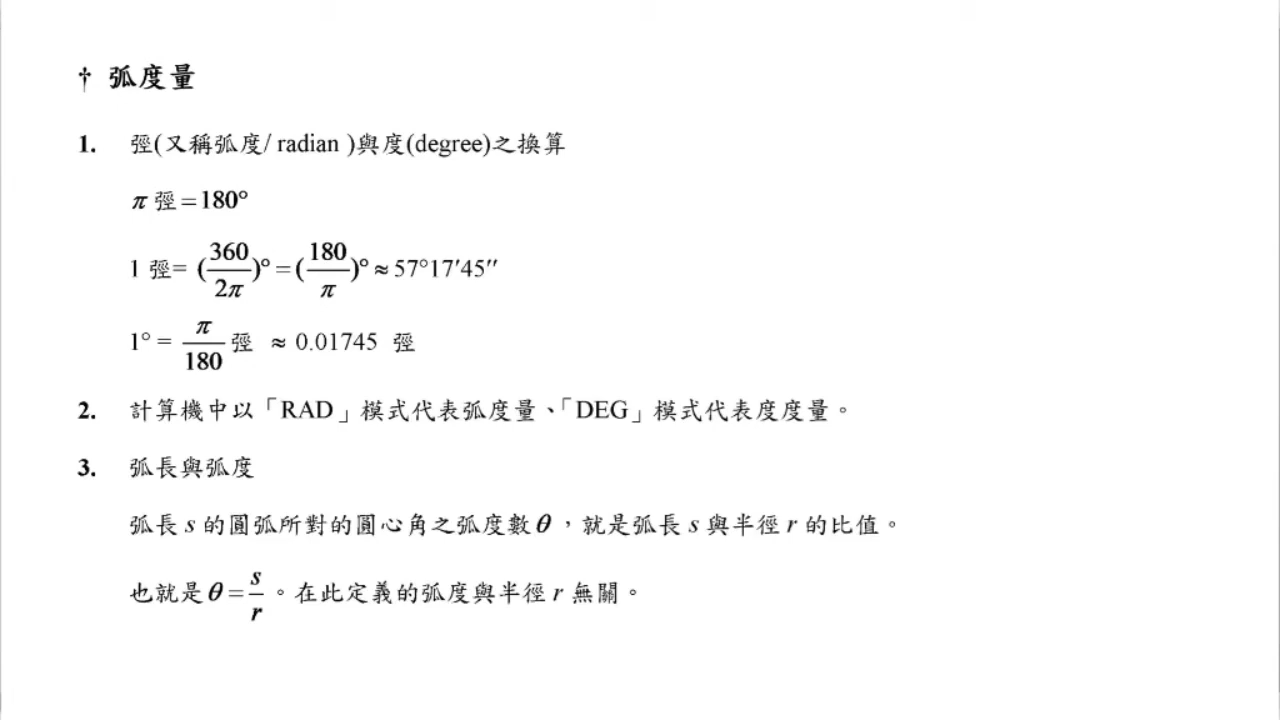 † 弧度量
1. 弳(又稱弧度/ radian )與度(degree)之換算
π 弳 = 180°
1 弳= (360/2π)° = (180/π)° ≈ 57°17′45″
1° = π/180 弳 ≈ 0.01745 弳
2. 計算機中以「RAD」模式代表弧度量、「DEG」模式代表度度量。
3. 弧長與弧度
弧長 s 的圓弧所對的圓心角之弧度數 θ，就是弧長 s 與半徑 r 的比值。
也就是 θ = s/r。在此定義的弧度與半徑 r 無關。